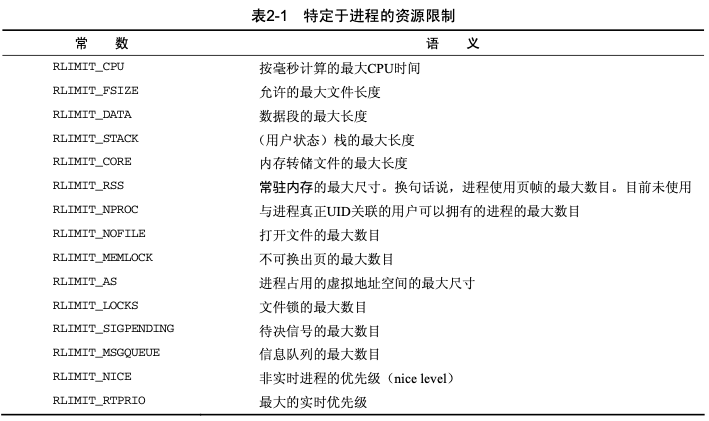 表2-1 特定于进程的资源限制
常 数 语 义
RLIMIT_CPU 按毫秒计算的最大CPU时间
RLIMIT_FSIZE 允许的最大文件长度
RLIMIT_DATA 数据段的最大长度
RLIMIT_STACK （用户状态）栈的最大长度
RLIMIT_CORE 内存转储文件的最大长度
RLIMIT_RSS 常驻内存的最大尺寸。换句话说，进程使用页帧的最大数目。目前未使用
RLIMIT_NPROC 与进程真正UID关联的用户可以拥有的进程的最大数目
RLIMIT_NOFILE 打开文件的最大数目
RLIMIT_MEMLOCK 不可换出页的最大数目
RLIMIT_AS 进程占用的虚拟地址空间的最大尺寸
RLIMIT_LOCKS 文件锁的最大数目
RLIMIT_SIGPENDING 待决信号的最大数目
RLIMIT_MSGQUEUE 信息队列的最大数目
RLIMIT_NICE 非实时进程的优先级（nice level）
RLIMIT_RTPRIO 最大的实时优先级